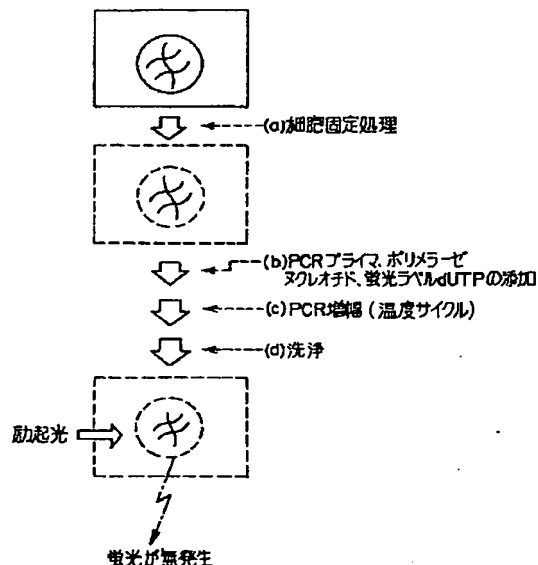 (a)細胞固定処理
(b)PCRプライマ、ポリメラーゼ
ヌクレオチド、蛍光ラベルdUTPの添加
(c)PCR増幅(温度サイクル)
(d)洗浄
励起光
蛍光が無発生